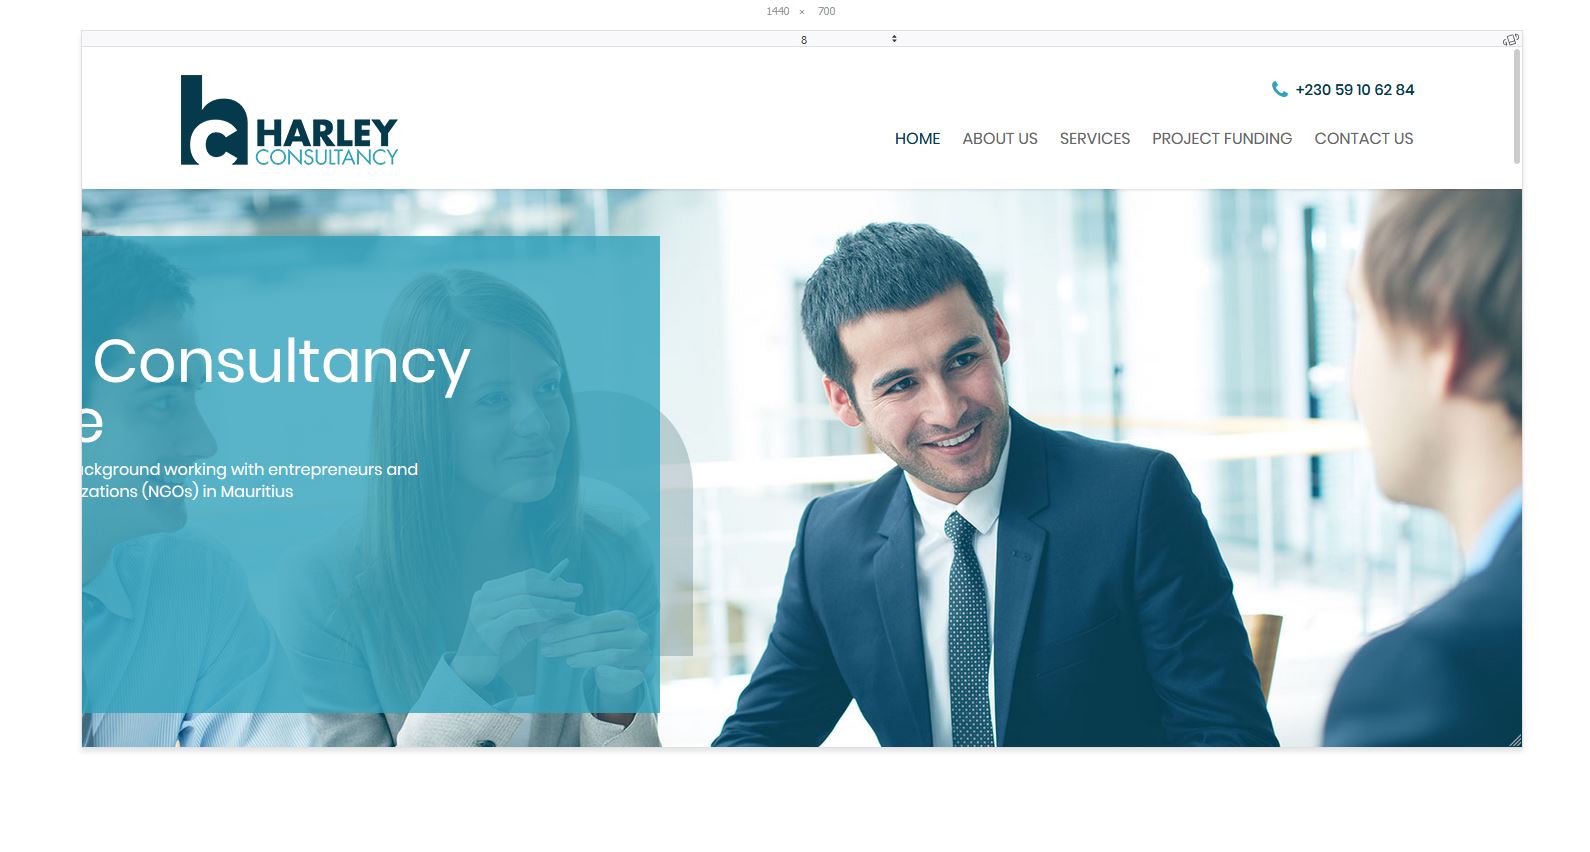 1440 × 700
8
+230 59 10 62 84
HARLEY
CONSULTANCY
HOME ABOUT US SERVICES PROJECT FUNDING CONTACT US
Consultancy
e
ckground working with entrepreneurs and
zations (NGOs) in Mauritius